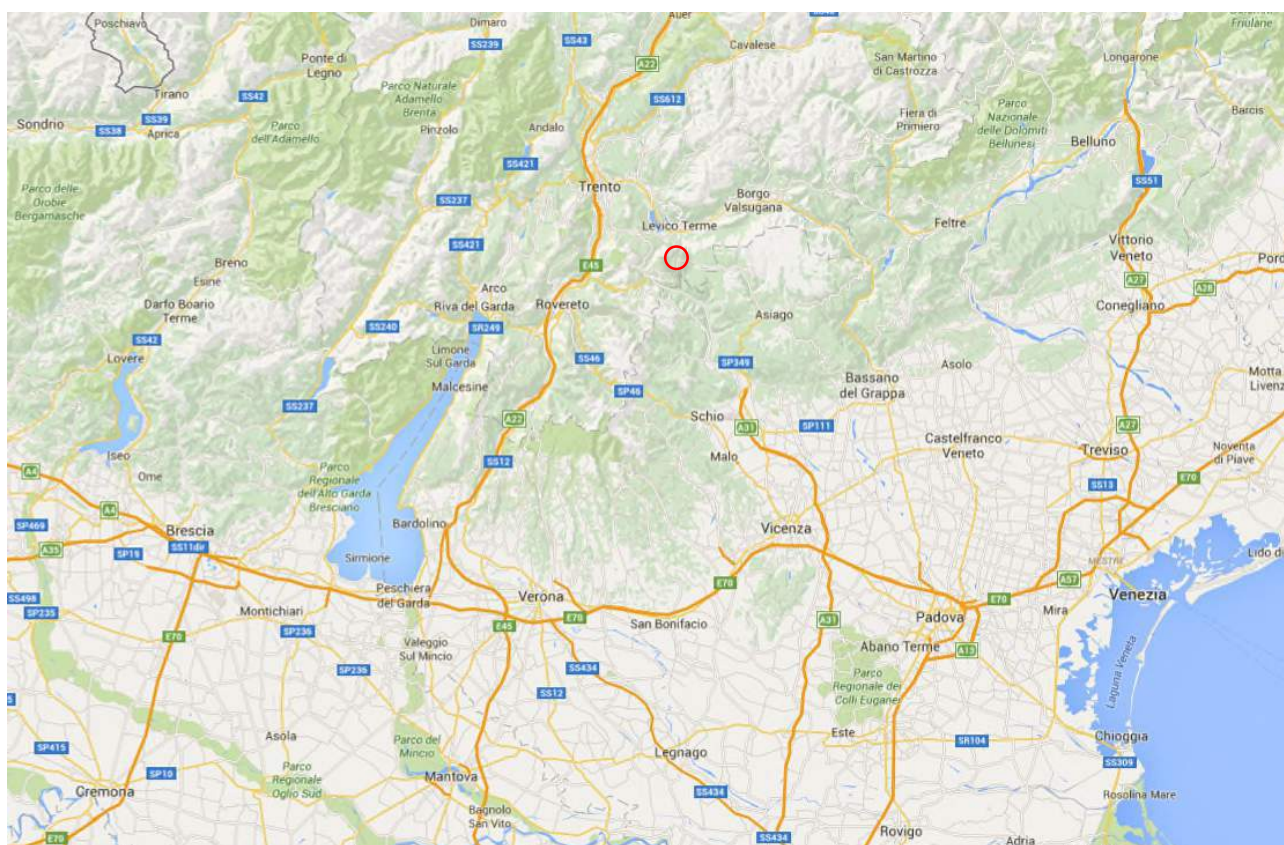 Poschiavo
Dimaro
SS43
Auer
Cavalese
Friulane
Ponte di
Legno
SS239
A22
San Martino
di Castrozza
Longarone
Tirano
SS42
Parco Naturale
Adamello
Brenta
SS612
Fiera di
Primiero
Parco
Nazionale
delle Dolomiti
Bellunesi
Barcis
Sondrio
SS39
SS38
Aprica
Parco
dell'Adamello
Pinzolo
Andalo
SS421
Belluno
Parco delle
Orobie
Bergamasche
SS237
Trento
Borgo
Valsugana
SS51
Levico Terme
Feltre
SS421
Vittorio
Veneto
Breno
Esine
E45
A27
Pord
A28
Darfo Boario
Terme
Arco
Riva del Garda
Rovereto
Asiago
Conegliano
SS42
SS240
SR249
Lovere
Limone
Sul Garda
SS46
SP349
Asolo
Malcesine
SP46
Bassano
del Grappa
Motta
Livenz
SS237
A22
Schio
A31
SP111
A27
Iseo
Ome
Malo
Castelfranco
Veneto
Treviso
Noventa
di Piave
A4
SS12
Parco
Regionale
dell'Alto Garda
Bresciano
SS13
E70
A4
SP469
Brescia
Bardolino
Vicenza
A35
SP19
SS11dir
Sirmione
MESTRE
Lido di
Peschiera
del Garda
Verona
E70
A57
Venezia
SS498
SP235
Montichiari
SP236
E45
E70
San Bonifacio
A31
Padova
E70
Mira
E70
Valeggio
Sul Mincio
Abano Terme
A13
SP236
SS434
SS12
Parco
Regionale dei
Colli Euganei
Laguna Veneta
Asola
Este
SR104
Chioggia
SP415
SP10
Parco del
Mincio
Legnago
SS309
Parco
Regionale
Oglio Sud
Mantova
SS434
Rosolina Mare
Cremona
Bagnolo
San Vito
E70
SS434
Rovigo
Adria